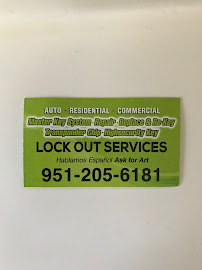 AUTO · RESIDENTIAL · COMMERCIAL
Master Key System · Repair · Replace & Re-Key
Transponder Chip · Highsecurity Key
LOCK OUT SERVICES
Hablamos Español Ask for Art
951-205-6181